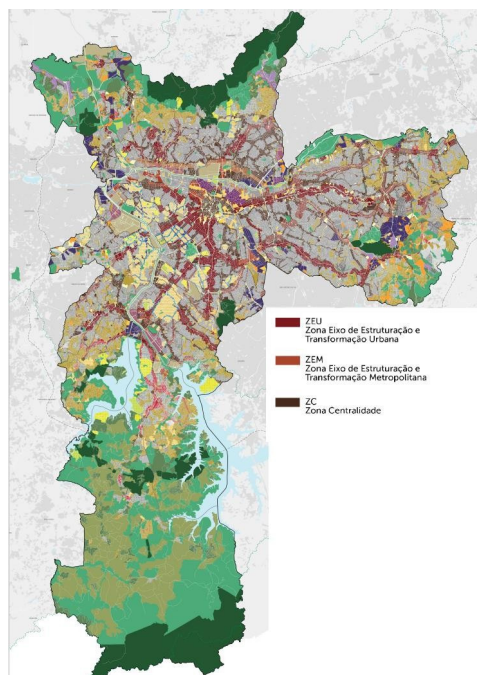 ZEU
Zona Eixo de Estruturação e
Transformação Urbana
ZEM
Zona Eixo de Estruturação e
Transformação Metropolitana
ZC
Zona Centralidade